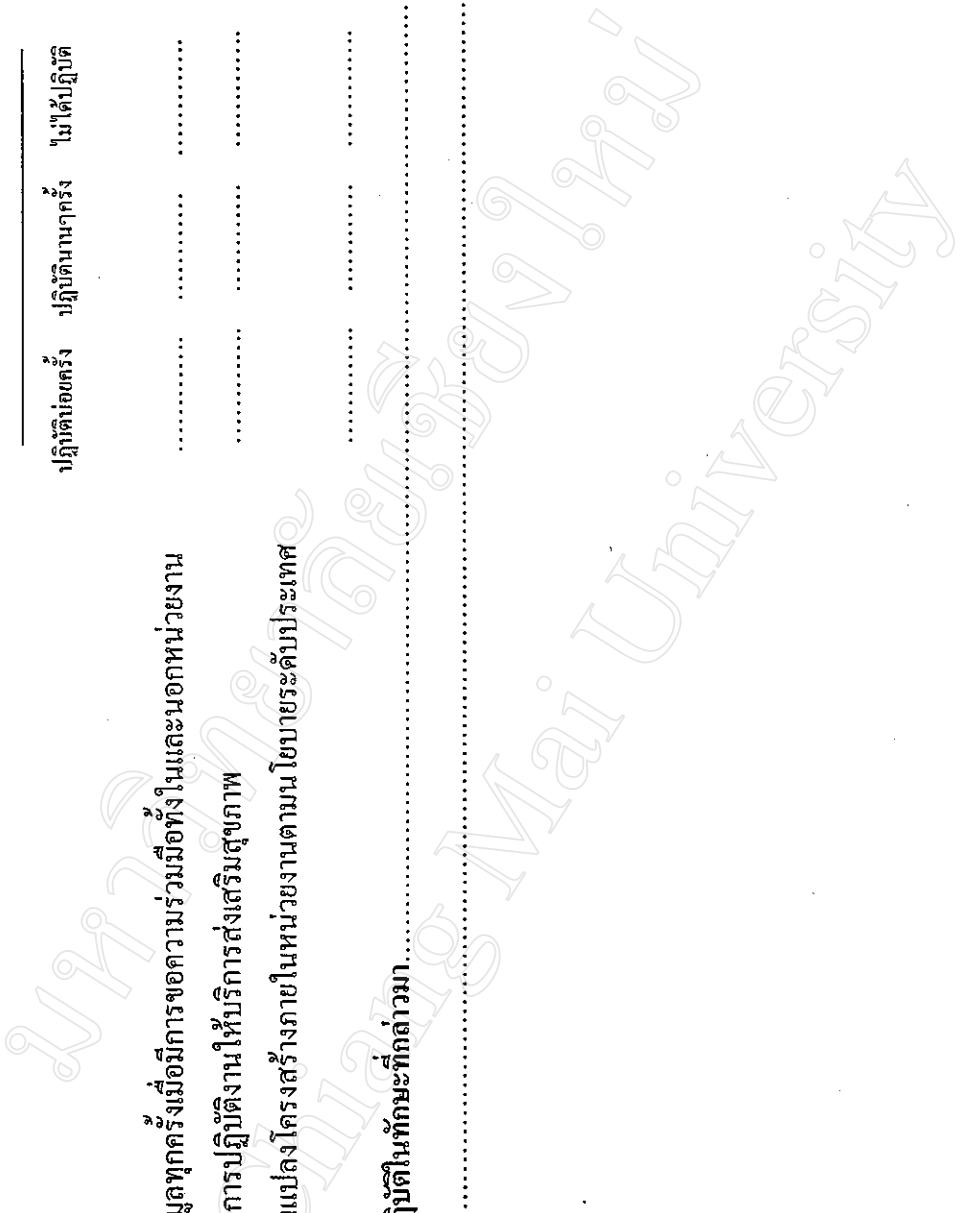 ปฏิบัติบ่อยครั้ง ปฏิบัตินานๆครั้ง ไม่ได้ปฏิบัติ
มูลทุกครั้งเมื่อมีการขอความร่วมมือทั้งในและนอกหน่วยงาน ............ ............ ............
การปฏิบัติงานให้บริการส่งเสริมสุขภาพ ............ ............ ............
แปลงโครงสร้างภายในหน่วยงานตามนโยบายระดับประเทศ ............ ............ ............
ฏิบัติในทักษะที่กล่าวมา............................................................
............................................................
มหาวิทยาลัยเชียงใหม่
Chiang Mai University